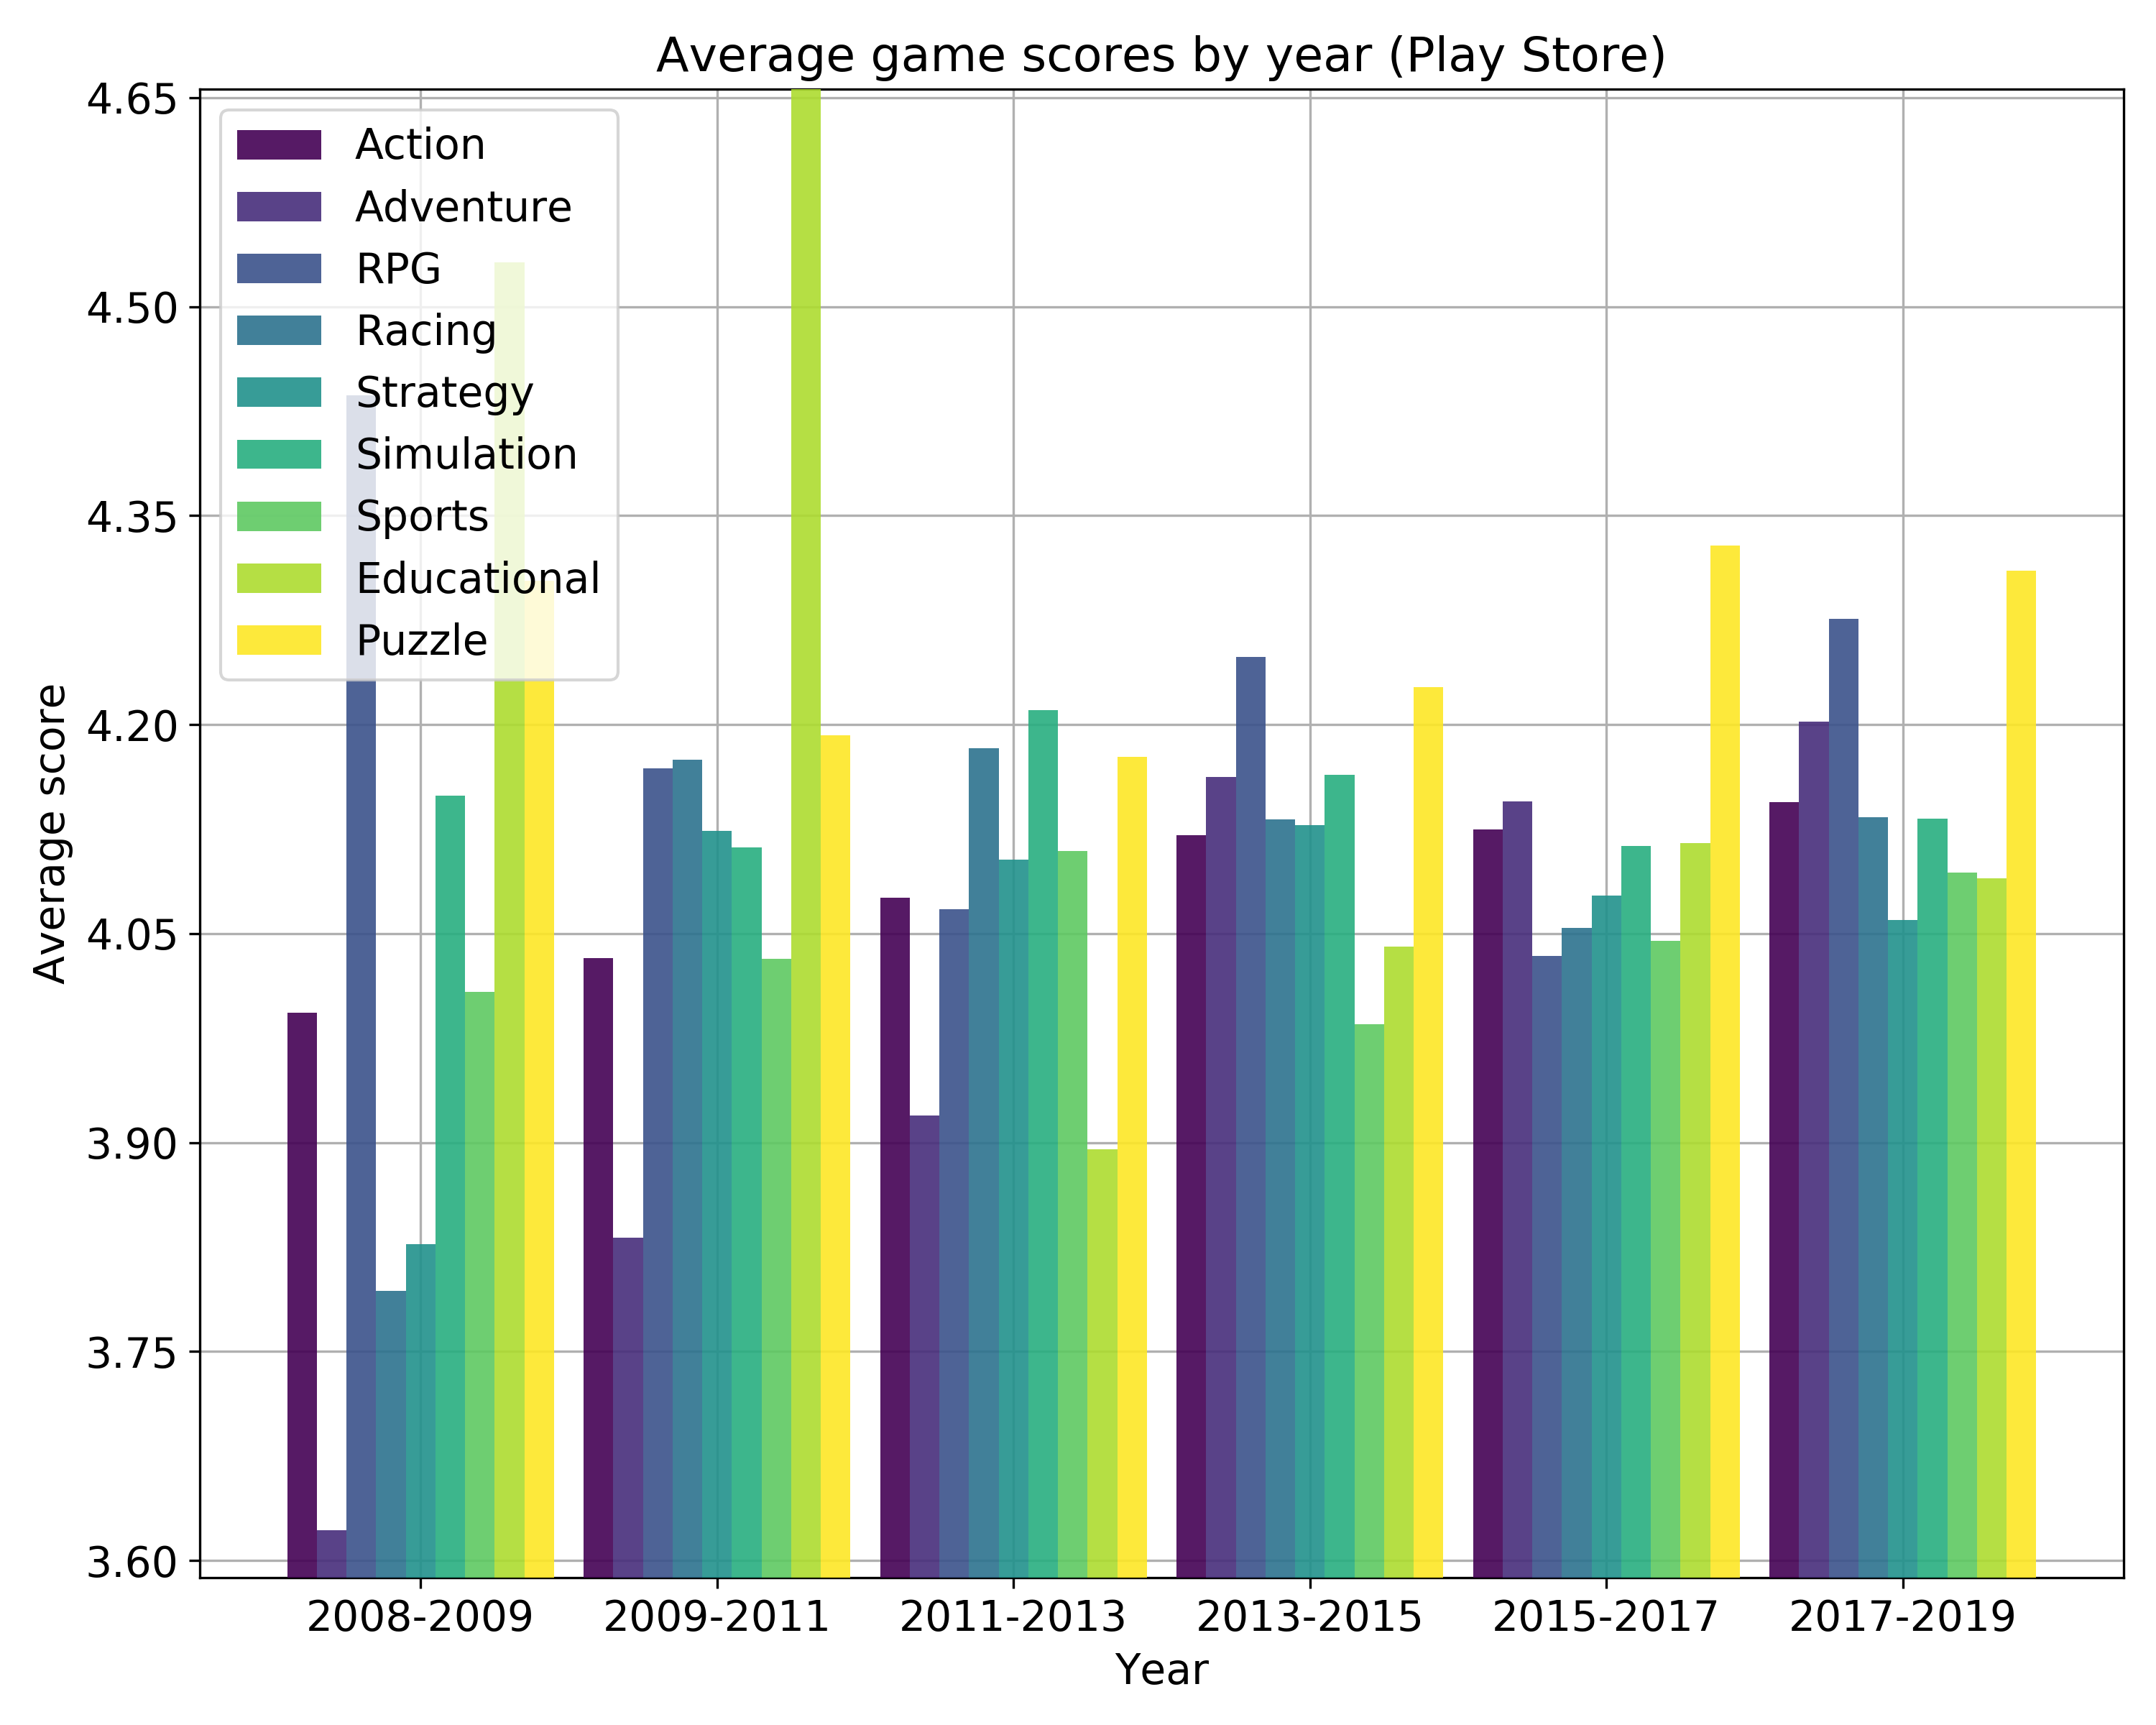 Average game scores by year (Play Store)
4.65
4.50
4.35
4.20
4.05
3.90
3.75
3.60
Average score
Action
Adventure
RPG
Racing
Strategy
Simulation
Sports
Educational
Puzzle
2008-2009 2009-2011 2011-2013 2013-2015 2015-2017 2017-2019
Year